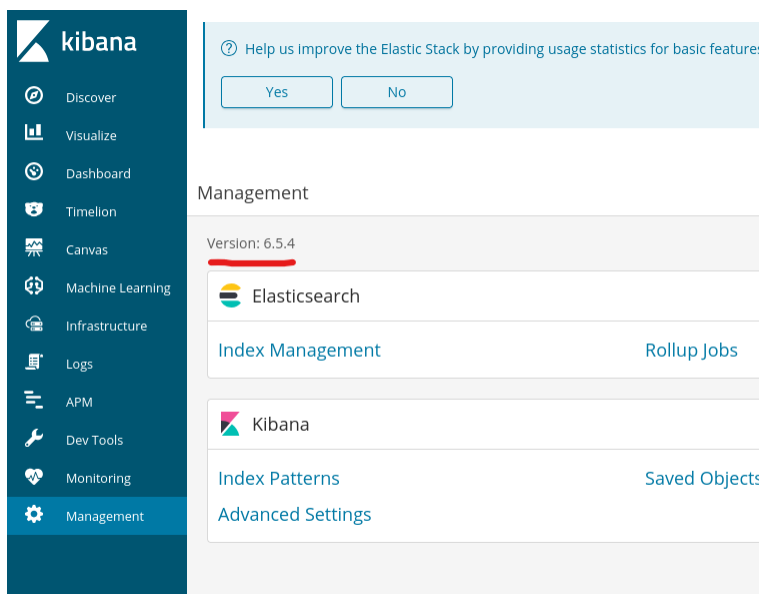 kibana
Discover
Visualize
Dashboard
Timelion
Canvas
Machine Learning
Infrastructure
Logs
APM
Dev Tools
Monitoring
Management
Help us improve the Elastic Stack by providing usage statistics for basic features
Yes No
Management
Version: 6.5.4
Elasticsearch
Index Management Rollup Jobs
Kibana
Index Patterns Saved Objects
Advanced Settings